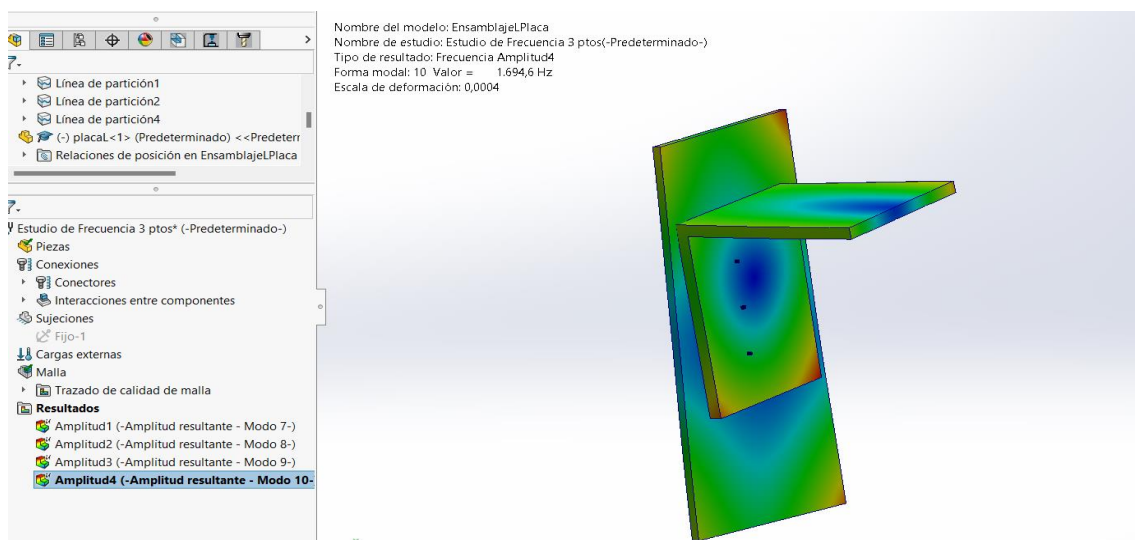 Línea de partición1
Línea de partición2
Línea de partición4
(-) placaL<1> (Predeterminado) <<Predeterr
Relaciones de posición en EnsamblajeLPlaca
Estudio de Frecuencia 3 ptos* (-Predeterminado-)
Piezas
Conexiones
Conectores
Interacciones entre componentes
Sujeciones
Fijo-1
Cargas externas
Malla
Trazado de calidad de malla
Resultados
Amplitud1 (-Amplitud resultante - Modo 7-)
Amplitud2 (-Amplitud resultante - Modo 8-)
Amplitud3 (-Amplitud resultante - Modo 9-)
Amplitud4 (-Amplitud resultante - Modo 10-
Nombre del modelo: EnsamblajeLPlaca
Nombre de estudio: Estudio de Frecuencia 3 ptos(-Predeterminado-)
Tipo de resultado: Frecuencia Amplitud4
Forma modal: 10 Valor = 1.694,6 Hz
Escala de deformación: 0,0004